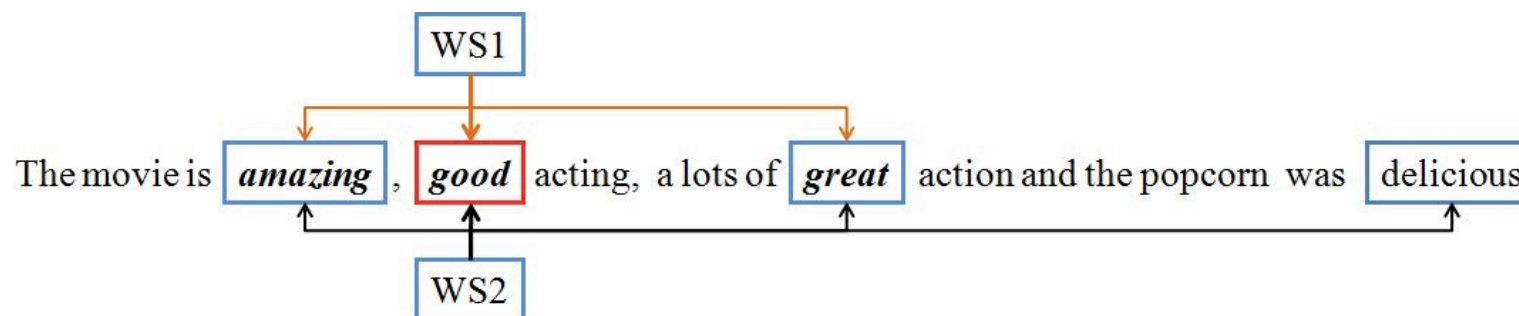 WS1
The movie is amazing , good acting, a lots of great action and the popcorn was delicious
WS2